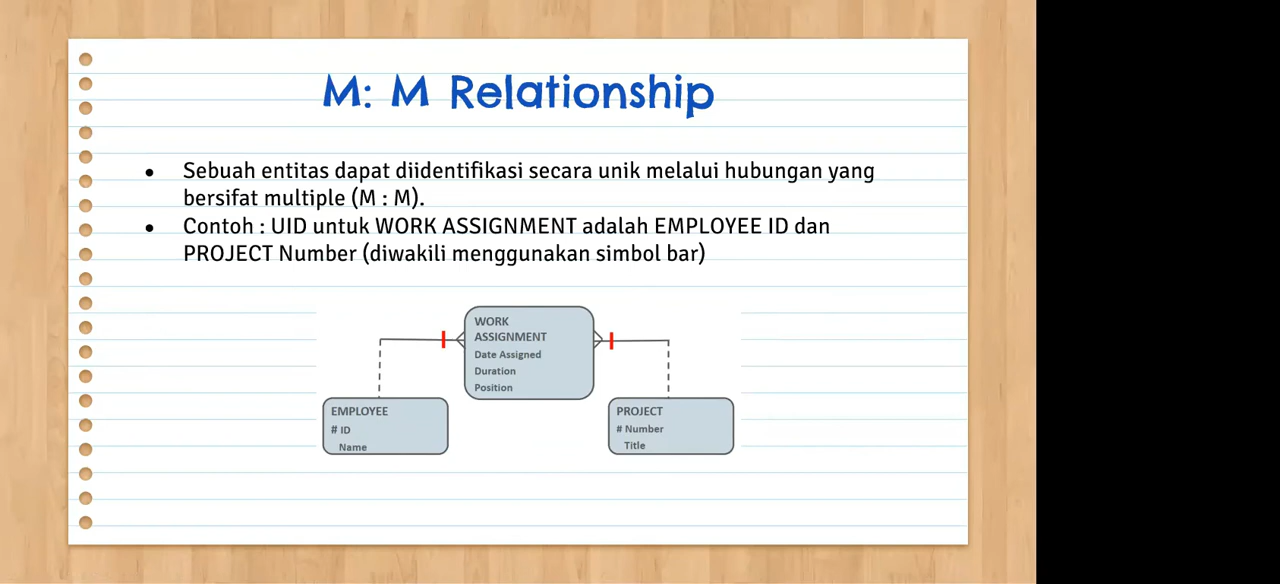 M: M Relationship
• Sebuah entitas dapat diidentifikasi secara unik melalui hubungan yang
bersifat multiple (M : M).
• Contoh : UID untuk WORK ASSIGNMENT adalah EMPLOYEE ID dan
PROJECT Number (diwakili menggunakan simbol bar)
WORK
ASSIGNMENT
Date Assigned
Duration
Position
EMPLOYEE
# ID
Name
PROJECT
# Number
Title